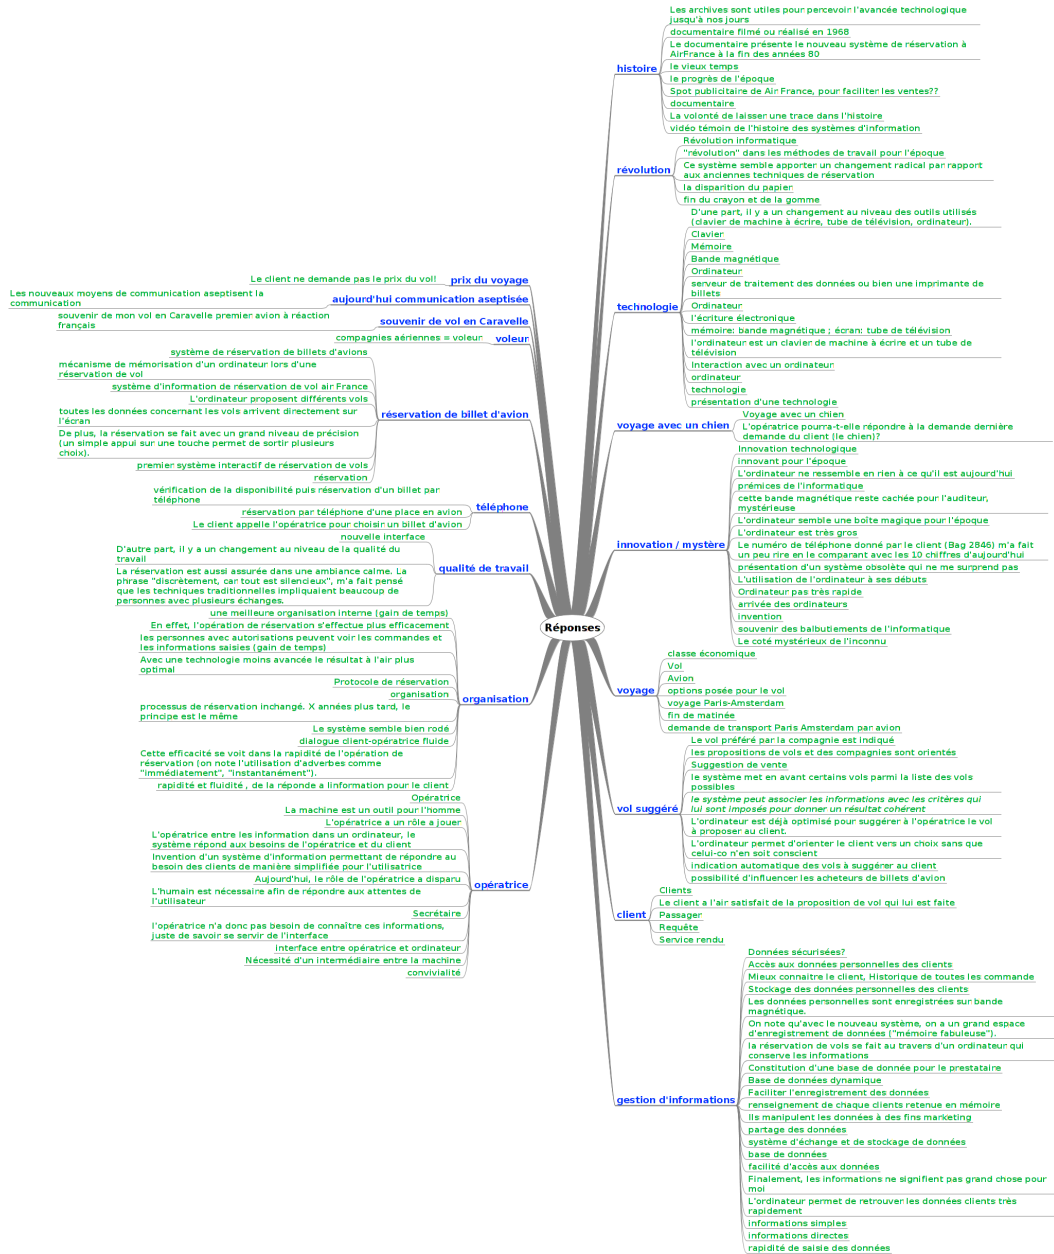 Réponses
histoire
Les archives sont utiles pour percevoir l'avancée technologique
jusqu'à nos jours
documentaire filmé ou réalisé en 1968
Le documentaire présente le nouveau système de réservation à
AirFrance à la fin des années 80
le vieux temps
le progrès de l'époque
Spot publicitaire de Air France, pour faciliter les ventes??
documentaire
La volonté de laisser une trace dans l'histoire
vidéo témoin de l'histoire des systèmes d'information
révolution
Révolution informatique
"révolution" dans les méthodes de travail pour l'époque
Ce système semble apporter un changement radical par rapport
aux anciennes techniques de réservation
la disparition du papier
fin du crayon et de la gomme
technologie
D'une part, il y a un changement au niveau des outils utilisés
(clavier de machine à écrire, tube de télévision, ordinateur).
Clavier
Mémoire
Bande magnétique
Ordinateur
serveur de traitement des données ou bien une imprimante de
billets
Ordinateur
l'écriture électronique
mémoire: bande magnétique ; écran: tube de télévision
l'ordinateur est un clavier de machine à écrire et un tube de
télévision
Interaction avec un ordinateur
ordinateur
technologie
présentation d'une technologie
voyage avec un chien
Voyage avec un chien
L'opératrice pourra-t-elle répondre à la demande dernière
demande du client (le chien)?
innovation / mystère
Innovation technologique
innovant pour l'époque
L'ordinateur ne ressemble en rien à ce qu'il est aujourd'hui
prémices de l'informatique
cette bande magnétique reste cachée pour l'auditeur,
mystérieuse
L'ordinateur semble une boîte magique pour l'époque
L'ordinateur est très gros
Le numéro de téléphone donné par le client (Bag 2846) m'a fait
un peu rire en le comparant avec les 10 chiffres d'aujourd'hui
présentation d'un système obsolète qui ne me surprend pas
L'utilisation de l'ordinateur à ses débuts
Ordinateur pas très rapide
arrivée des ordinateurs
invention
souvenir des balbutiements de l'informatique
Le coté mystérieux de l'inconnu
voyage
classe économique
Vol
Avion
options posée pour le vol
voyage Paris-Amsterdam
fin de matinée
demande de transport Paris Amsterdam par avion
vol suggéré
Le vol préféré par la compagnie est indiqué
les propositions de vols et des compagnies sont orientés
Suggestion de vente
le système met en avant certains vols parmi la liste des vols
possibles
le système peut associer les informations avec les critères qui
lui sont imposés pour donner un résultat cohérent
L'ordinateur est déjà optimisé pour suggérer à l'opératrice le vol
à proposer au client.
L'ordinateur permet d'orienter le client vers un choix sans que
celui-co n'en soit conscient
indication automatique des vols à suggérer au client
possibilité d'influencer les acheteurs de billets d'avion
client
Clients
Le client a l'air satisfait de la proposition de vol qui lui est faite
Passager
Requête
Service rendu
gestion d'informations
Données sécurisées?
Accès aux données personnelles des clients
Mieux connaitre le client, Historique de toutes les commande
Stockage des données personnelles des clients
Les données personnelles sont enregistrées sur bande
magnétique.
On note qu'avec le nouveau système, on a un grand espace
d'enregistrement de données ("mémoire fabuleuse").
la réservation de vols se fait au travers d'un ordinateur qui
conserve les informations
Constitution d'une base de donnée pour le prestataire
Base de données dynamique
Faciliter l'enregistrement des données
renseignement de chaque clients retenue en mémoire
Ils manipulent les données à des fins marketing
partage des données
système d'échange et de stockage de données
base de données
facilité d'accès aux données
Finalement, les informations ne signifient pas grand chose pour
moi
L'ordinateur permet de retrouver les données clients très
rapidement
informations simples
informations directes
rapidité de saisie des données
prix du voyage
Le client ne demande pas le prix du vol!
aujourd'hui communication aseptisée
Les nouveaux moyens de communication aseptisent la
communication
souvenir de vol en Caravelle
souvenir de mon vol en Caravelle premier avion à réaction
français
voleur
compagnies aériennes = voleur
réservation de billet d'avion
système de réservation de billets d'avions
mécanisme de mémorisation d'un ordinateur lors d'une
réservation de vol
système d'information de réservation de vol air France
L'ordinateur proposent différents vols
toutes les données concernant les vols arrivent directement sur
l'écran
De plus, la réservation se fait avec un grand niveau de précision
(un simple appui sur une touche permet de sortir plusieurs
choix).
premier système interactif de réservation de vols
réservation
téléphone
vérification de la disponibilité puis réservation d'un billet par
téléphone
réservation par téléphone d'une place en avion
Le client appelle l'opératrice pour choisir un billet d'avion
qualité de travail
nouvelle interface
D'autre part, il y a un changement au niveau de la qualité du
travail
La réservation est aussi assurée dans une ambiance calme. La
phrase "discrètement, car tout est silencieux", m'a fait pensé
que les techniques traditionnelles impliquaient beaucoup de
personnes avec plusieurs échanges.
organisation
une meilleure organisation interne (gain de temps)
En effet, l'opération de réservation s'effectue plus efficacement
les personnes avec autorisations peuvent voir les commandes et
les informations saisies (gain de temps)
Avec une technologie moins avancée le résultat à l'air plus
optimal
Protocole de réservation
organisation
processus de réservation inchangé. X années plus tard, le
principe est le même
Le système semble bien rodé
dialogue client-opératrice fluide
Cette efficacité se voit dans la rapidité de l'opération de
réservation (on note l'utilisation d'adverbes comme
"immédiatement", "instantanément").
rapidité et fluidité , de la réponde a linformation pour le client
opératrice
Opératrice
La machine est un outil pour l'homme
L'opératrice a un rôle a jouer
L'opératrice entre les information dans un ordinateur, le
système répond aux besoins de l'opératrice et du client
Invention d'un système d'information permettant de répondre au
besoin des clients de manière simplifiée pour l'utilisatrice
Aujourd'hui, le rôle de l'opératrice a disparu
L'humain est nécessaire afin de répondre aux attentes de
l'utilisateur
Secrétaire
l'opératrice n'a donc pas besoin de connaître ces informations,
juste de savoir se servir de l'interface
interface entre opératrice et ordinateur
Nécessité d'un intermédiaire entre la machine
convivialité